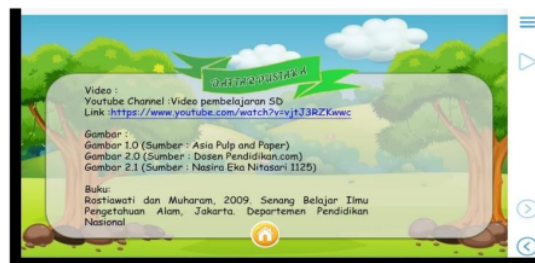 DAFTAR PUSTAKA
Video :
Youtube Channel :Video pembelajaran SD
Link :https://www.youtube.com/watch?v=vjtJ3RZKwwc
Gambar :
Gambar 1.0 (Sumber : Asia Pulp and Paper)
Gambar 2.0 (Sumber : Dosen Pendidikan.com)
Gambar 2.1 (Sumber : Nasira Eka Nitasari 1125)
Buku:
Rostiawati dan Muharam, 2009. Senang Belajar Ilmu
Pengetahuan Alam, Jakarta. Departemen Pendidikan
Nasional